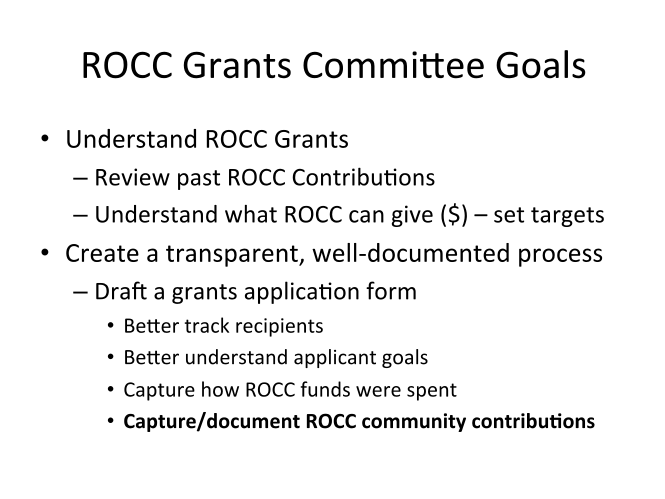 ROCC Grants Committee Goals
• Understand ROCC Grants
– Review past ROCC Contributions
– Understand what ROCC can give ($) – set targets
• Create a transparent, well-documented process
– Draft a grants application form
• Better track recipients
• Better understand applicant goals
• Capture how ROCC funds were spent
• Capture/document ROCC community contributions